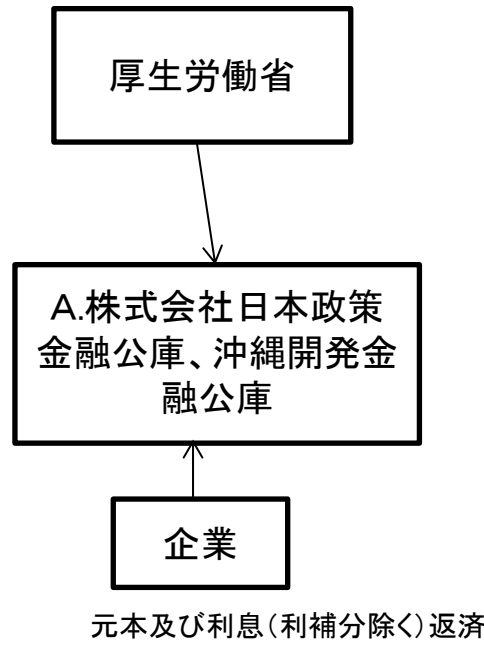 厚生労働省
A.株式会社日本政策
金融公庫、沖縄開発金
融公庫
企業
元本及び利息(利補分除く)返済